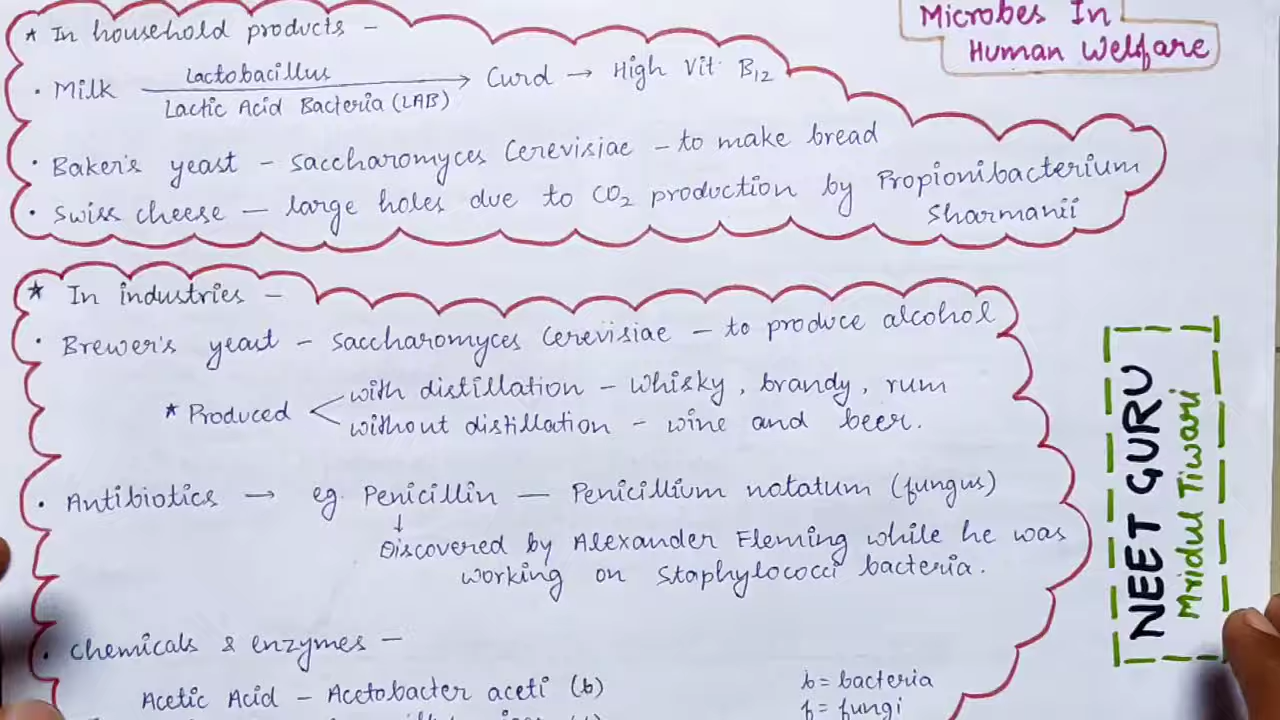 Microbes In
Human Welfare
* In household products -
· Milk Lactobacillus → Curd → High Vit B12
Lactic Acid Bacteria (LAB)
· Baker's yeast - Saccharomyces Cerevisiae - to make bread
· Swiss cheese - large holes due to CO2 production by Propionibacterium
Sharmanii
* In industries -
· Brewer's yeast - Saccharomyces Cerevisiae - to produce alcohol
* Produced < with distillation - whisky, brandy, rum
without distillation - wine and beer.
· Antibiotics → eg. Penicillin - Penicillium notatum (fungus)
↓
Discovered by Alexander Fleming while he was
working on Staphylococci bacteria.
· Chemicals & enzymes -
Acetic Acid - Acetobacter aceti (b)
b = bacteria
f = fungi
NEET GURU
Mridul Tiwari